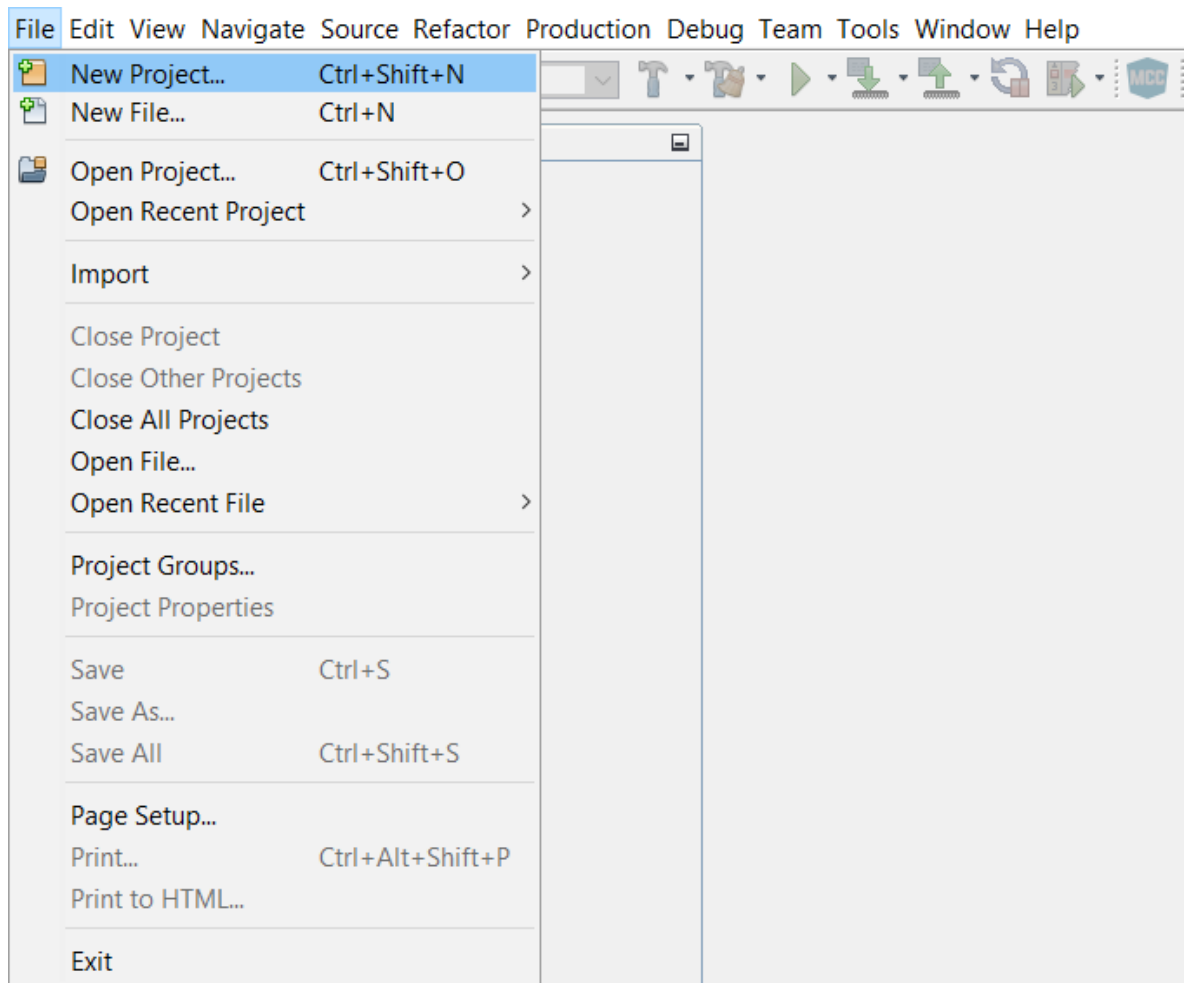 File Edit View Navigate Source Refactor Production Debug Team Tools Window Help
New Project... Ctrl+Shift+N
New File... Ctrl+N
MCC
Open Project... Ctrl+Shift+O
Open Recent Project
Import
Close Project
Close Other Projects
Close All Projects
Open File...
Open Recent File
Project Groups...
Project Properties
Save Ctrl+S
Save As...
Save All Ctrl+Shift+S
Page Setup...
Print... Ctrl+Alt+Shift+P
Print to HTML...
Exit